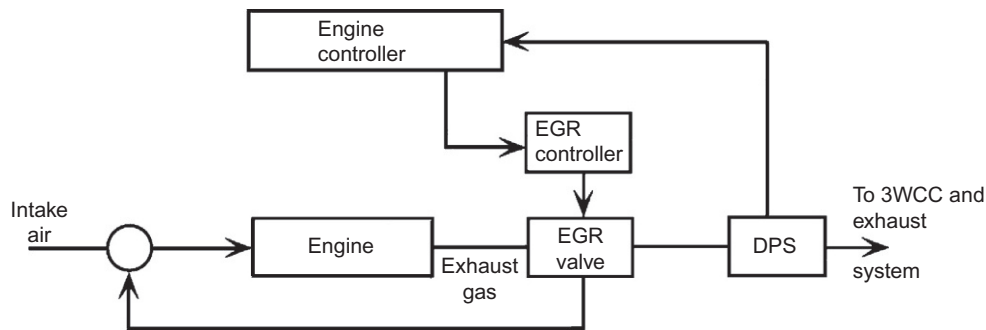 Engine
controller
EGR
controller
Intake
air
Engine
Exhaust
gas
EGR
valve
DPS
To 3WCC and
exhaust
system